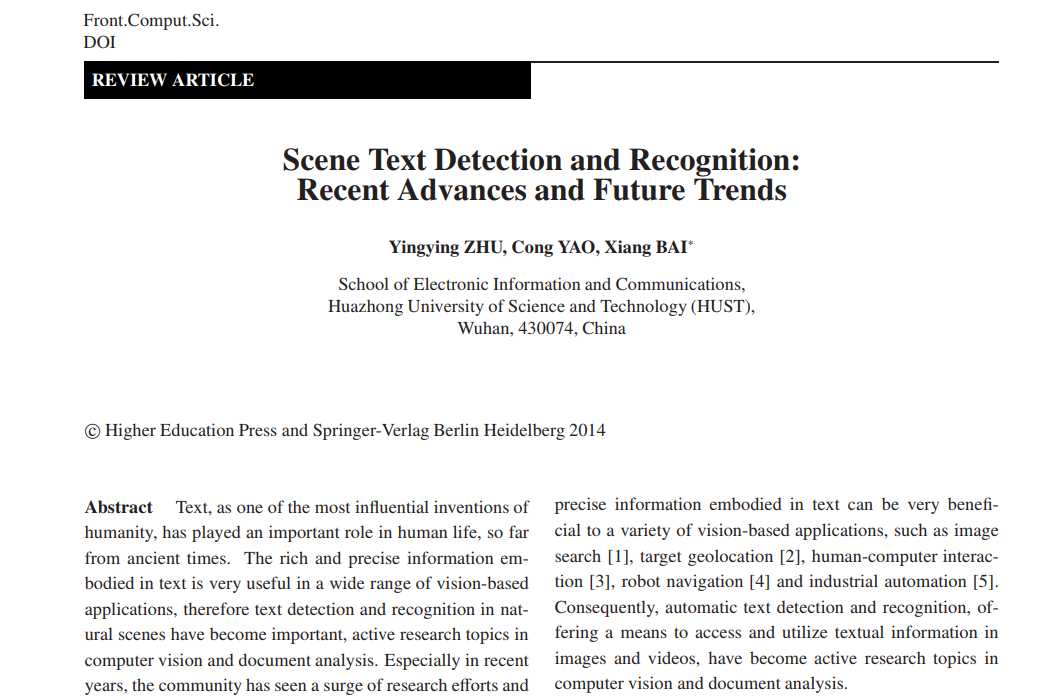 Front.Comput.Sci.
DOI
REVIEW ARTICLE
Scene Text Detection and Recognition:
Recent Advances and Future Trends
Yingying ZHU, Cong YAO, Xiang BAI*
School of Electronic Information and Communications,
Huazhong University of Science and Technology (HUST),
Wuhan, 430074, China
© Higher Education Press and Springer-Verlag Berlin Heidelberg 2014
Abstract Text, as one of the most influential inventions of
humanity, has played an important role in human life, so far
from ancient times. The rich and precise information em-
bodied in text is very useful in a wide range of vision-based
applications, therefore text detection and recognition in nat-
ural scenes have become important, active research topics in
computer vision and document analysis. Especially in recent
years, the community has seen a surge of research efforts and
precise information embodied in text can be very benefi-
cial to a variety of vision-based applications, such as image
search [1], target geolocation [2], human-computer interac-
tion [3], robot navigation [4] and industrial automation [5].
Consequently, automatic text detection and recognition, of-
fering a means to access and utilize textual information in
images and videos, have become active research topics in
computer vision and document analysis.